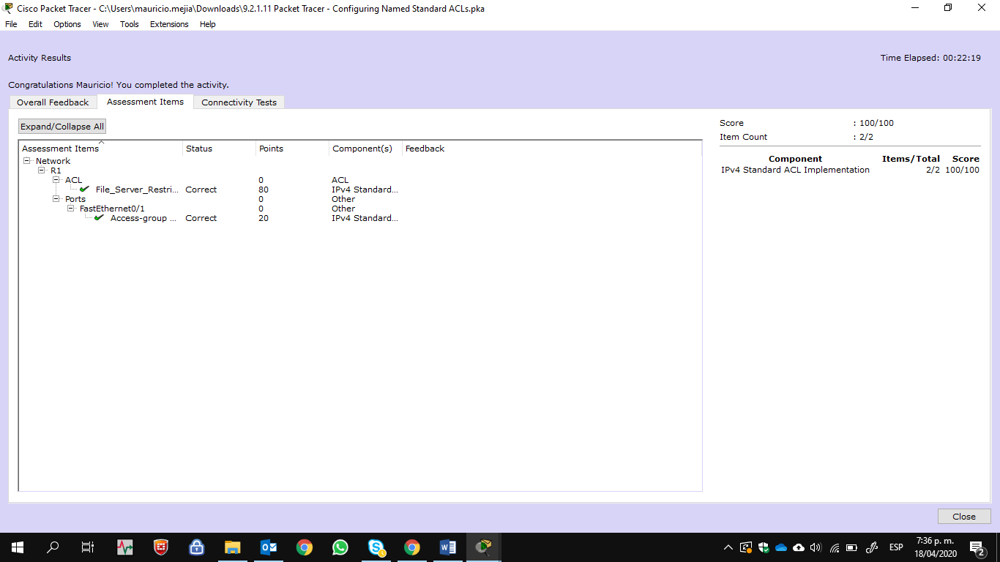 Cisco Packet Tracer - C:\Users\mauricio.mejia\Downloads\9.2.1.11 Packet Tracer - Configuring Named Standard ACLs.pka
File Edit Options View Tools Extensions Help
Activity Results
Time Elapsed: 00:22:19
Congratulations Mauricio! You completed the activity.
Overall Feedback Assessment Items Connectivity Tests
Expand/Collapse All
Assessment Items Status Points Component(s) Feedback
Network
R1
ACL 0 ACL
File_Server_Restri... Correct 80 IPv4 Standard...
Ports 0 Other
FastEthernet0/1 0 Other
Access-group ... Correct 20 IPv4 Standard...
Score : 100/100
Item Count : 2/2
Component Items/Total Score
IPv4 Standard ACL Implementation 2/2 100/100
Close
ESP
7:36 p. m.
18/04/2020
2